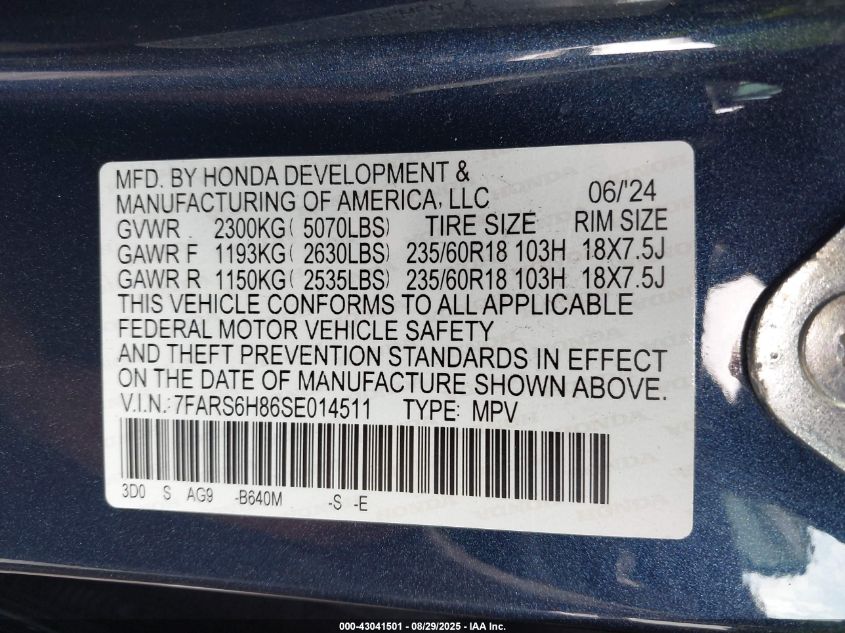 MFD. BY HONDA DEVELOPMENT &
MANUFACTURING OF AMERICA, LLC 06/'24
GVWR 2300KG( 5070LBS) TIRE SIZE RIM SIZE
GAWR F 1193KG( 2630LBS) 235/60R18 103H 18X7.5J
GAWR R 1150KG( 2535LBS) 235/60R18 103H 18X7.5J
THIS VEHICLE CONFORMS TO ALL APPLICABLE
FEDERAL MOTOR VEHICLE SAFETY
AND THEFT PREVENTION STANDARDS IN EFFECT
ON THE DATE OF MANUFACTURE SHOWN ABOVE.
V.I.N.:7FARS6H86SE014511 TYPE: MPV
3D0 S AG9 -B640M -S -E
000-43041501 - 08/29/2025 - IAA Inc.